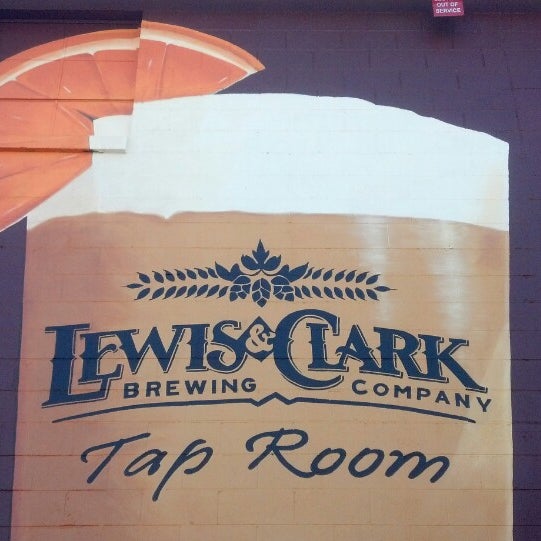 OUT OF
SERVICE
LEWIS & CLARK
BREWING COMPANY
Tap Room